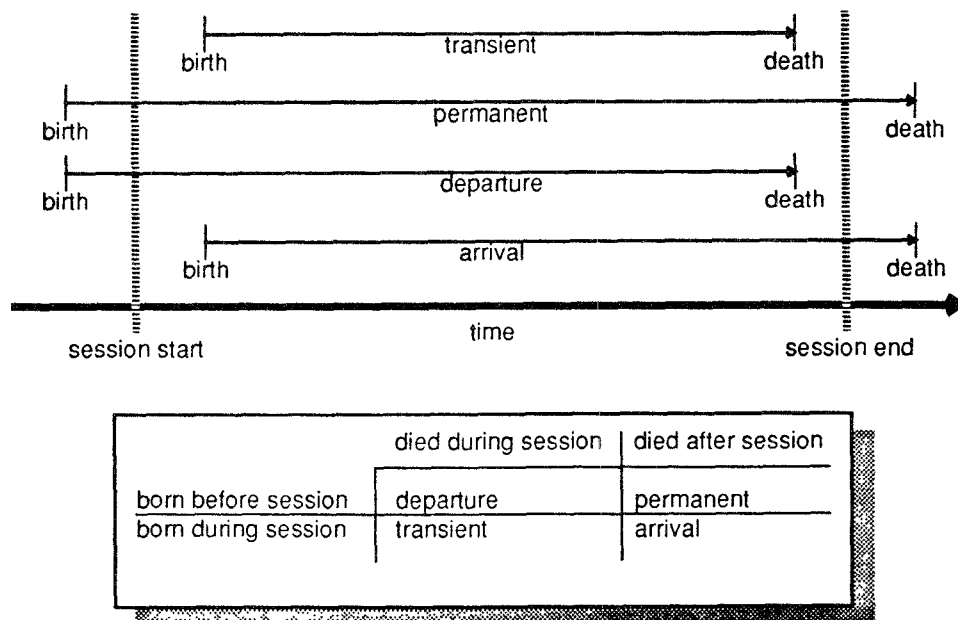 transient
birth death
permanent
birth death
departure
birth death
arrival
birth death
time
session start session end
died during session died after session
born before session departure permanent
born during session transient arrival